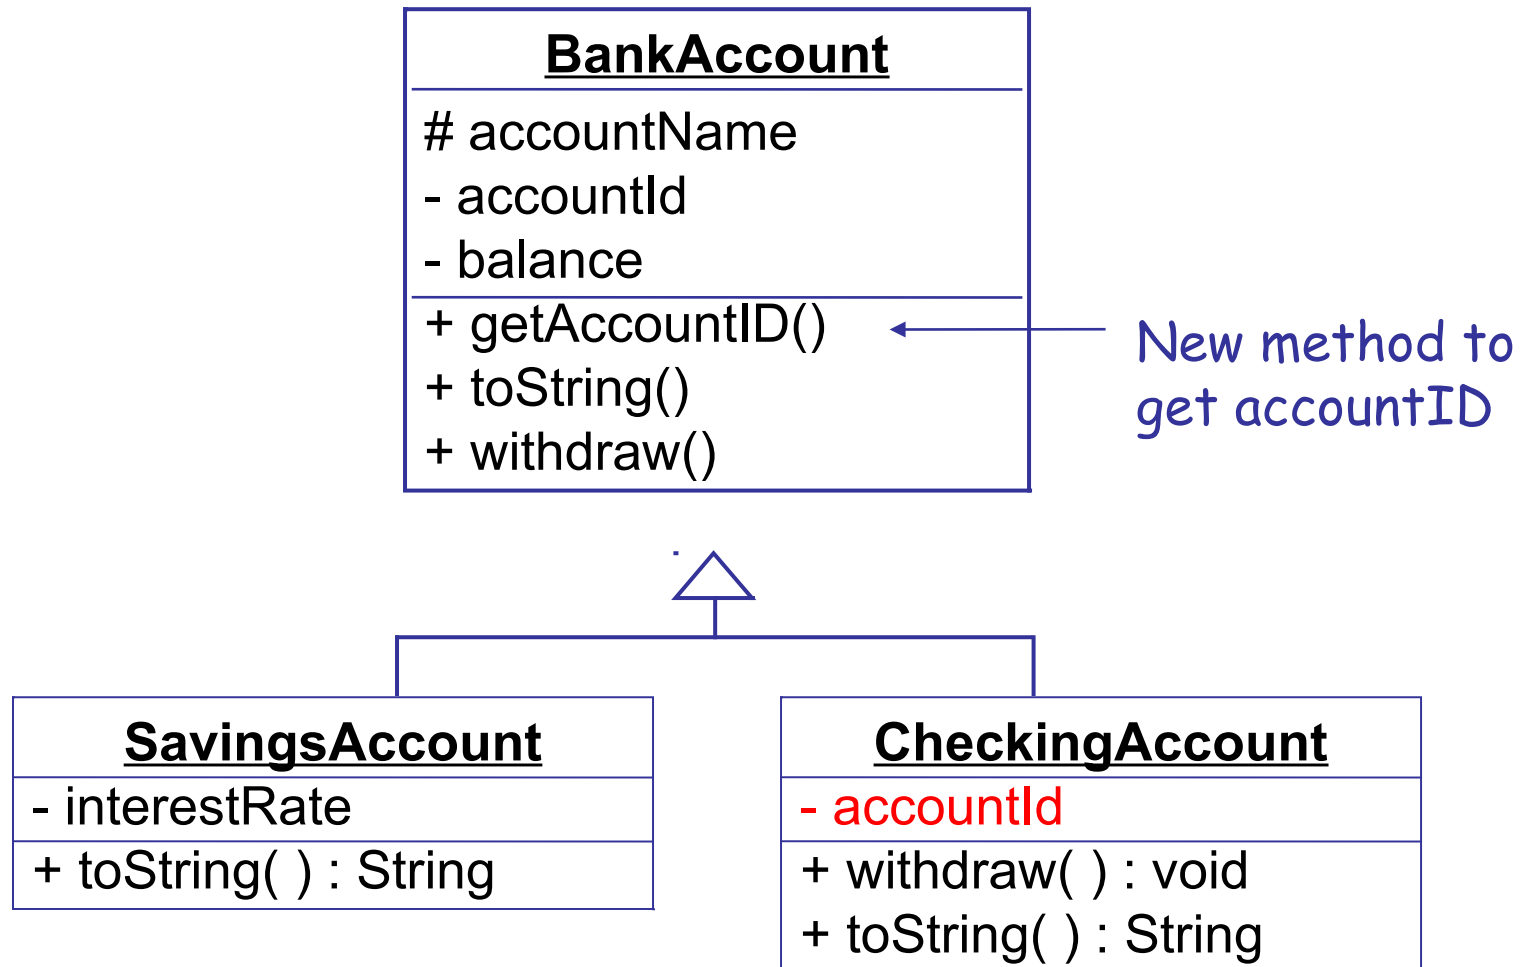 BankAccount
# accountName
- accountId
- balance
+ getAccountID()
+ toString()
+ withdraw()
New method to
get accountID
SavingsAccount
- interestRate
+ toString( ) : String
CheckingAccount
- accountId
+ withdraw( ) : void
+ toString( ) : String